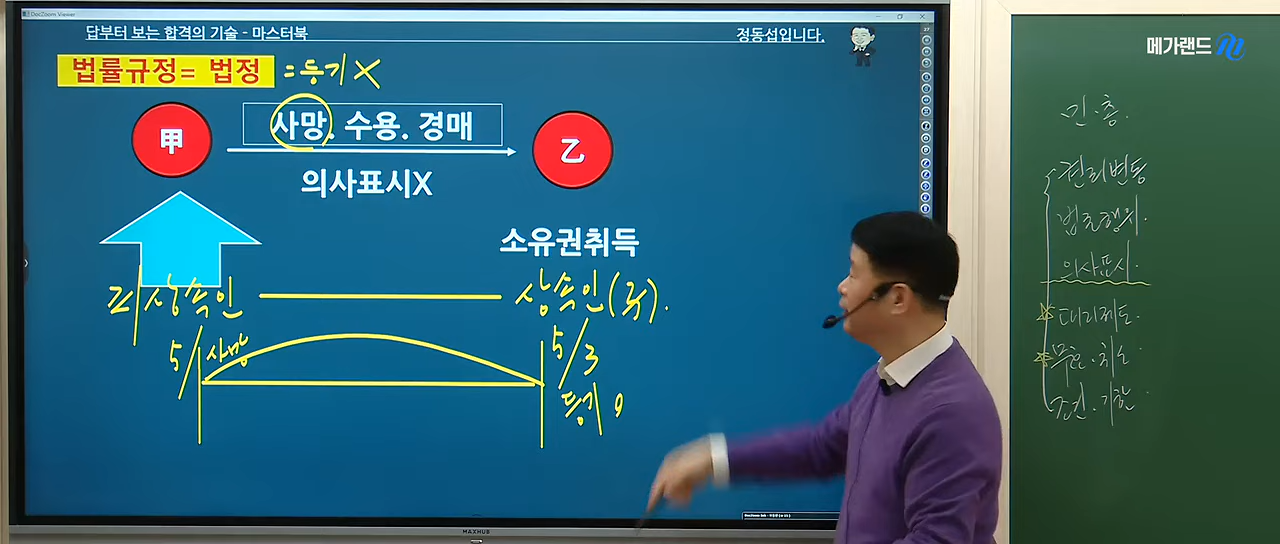 DocZoom Viewer
답부터 보는 합격의 기술 - 마스터북
정동섭입니다.
법률규정= 법정 = 등기 X
甲
사망. 수용. 경매
乙
의사표시X
소유권취득
피상속인
상속인(자).
5/
사망
5/3
등기
MAXHUB
메가랜드
민.총.
권리변동
법률행위.
의사표시.
대리제도.
무효.취소
조건.기한